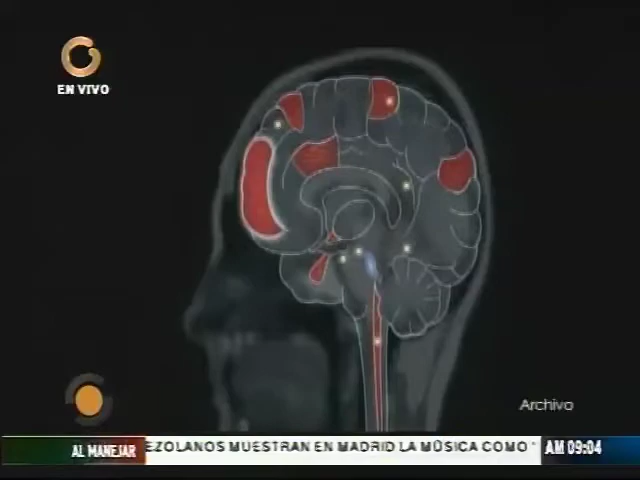 EN VIVO
Archivo
AL MANEJAR
EZOLANOS MUESTRAN EN MADRID LA MÚSICA COMO "
AM 09:04